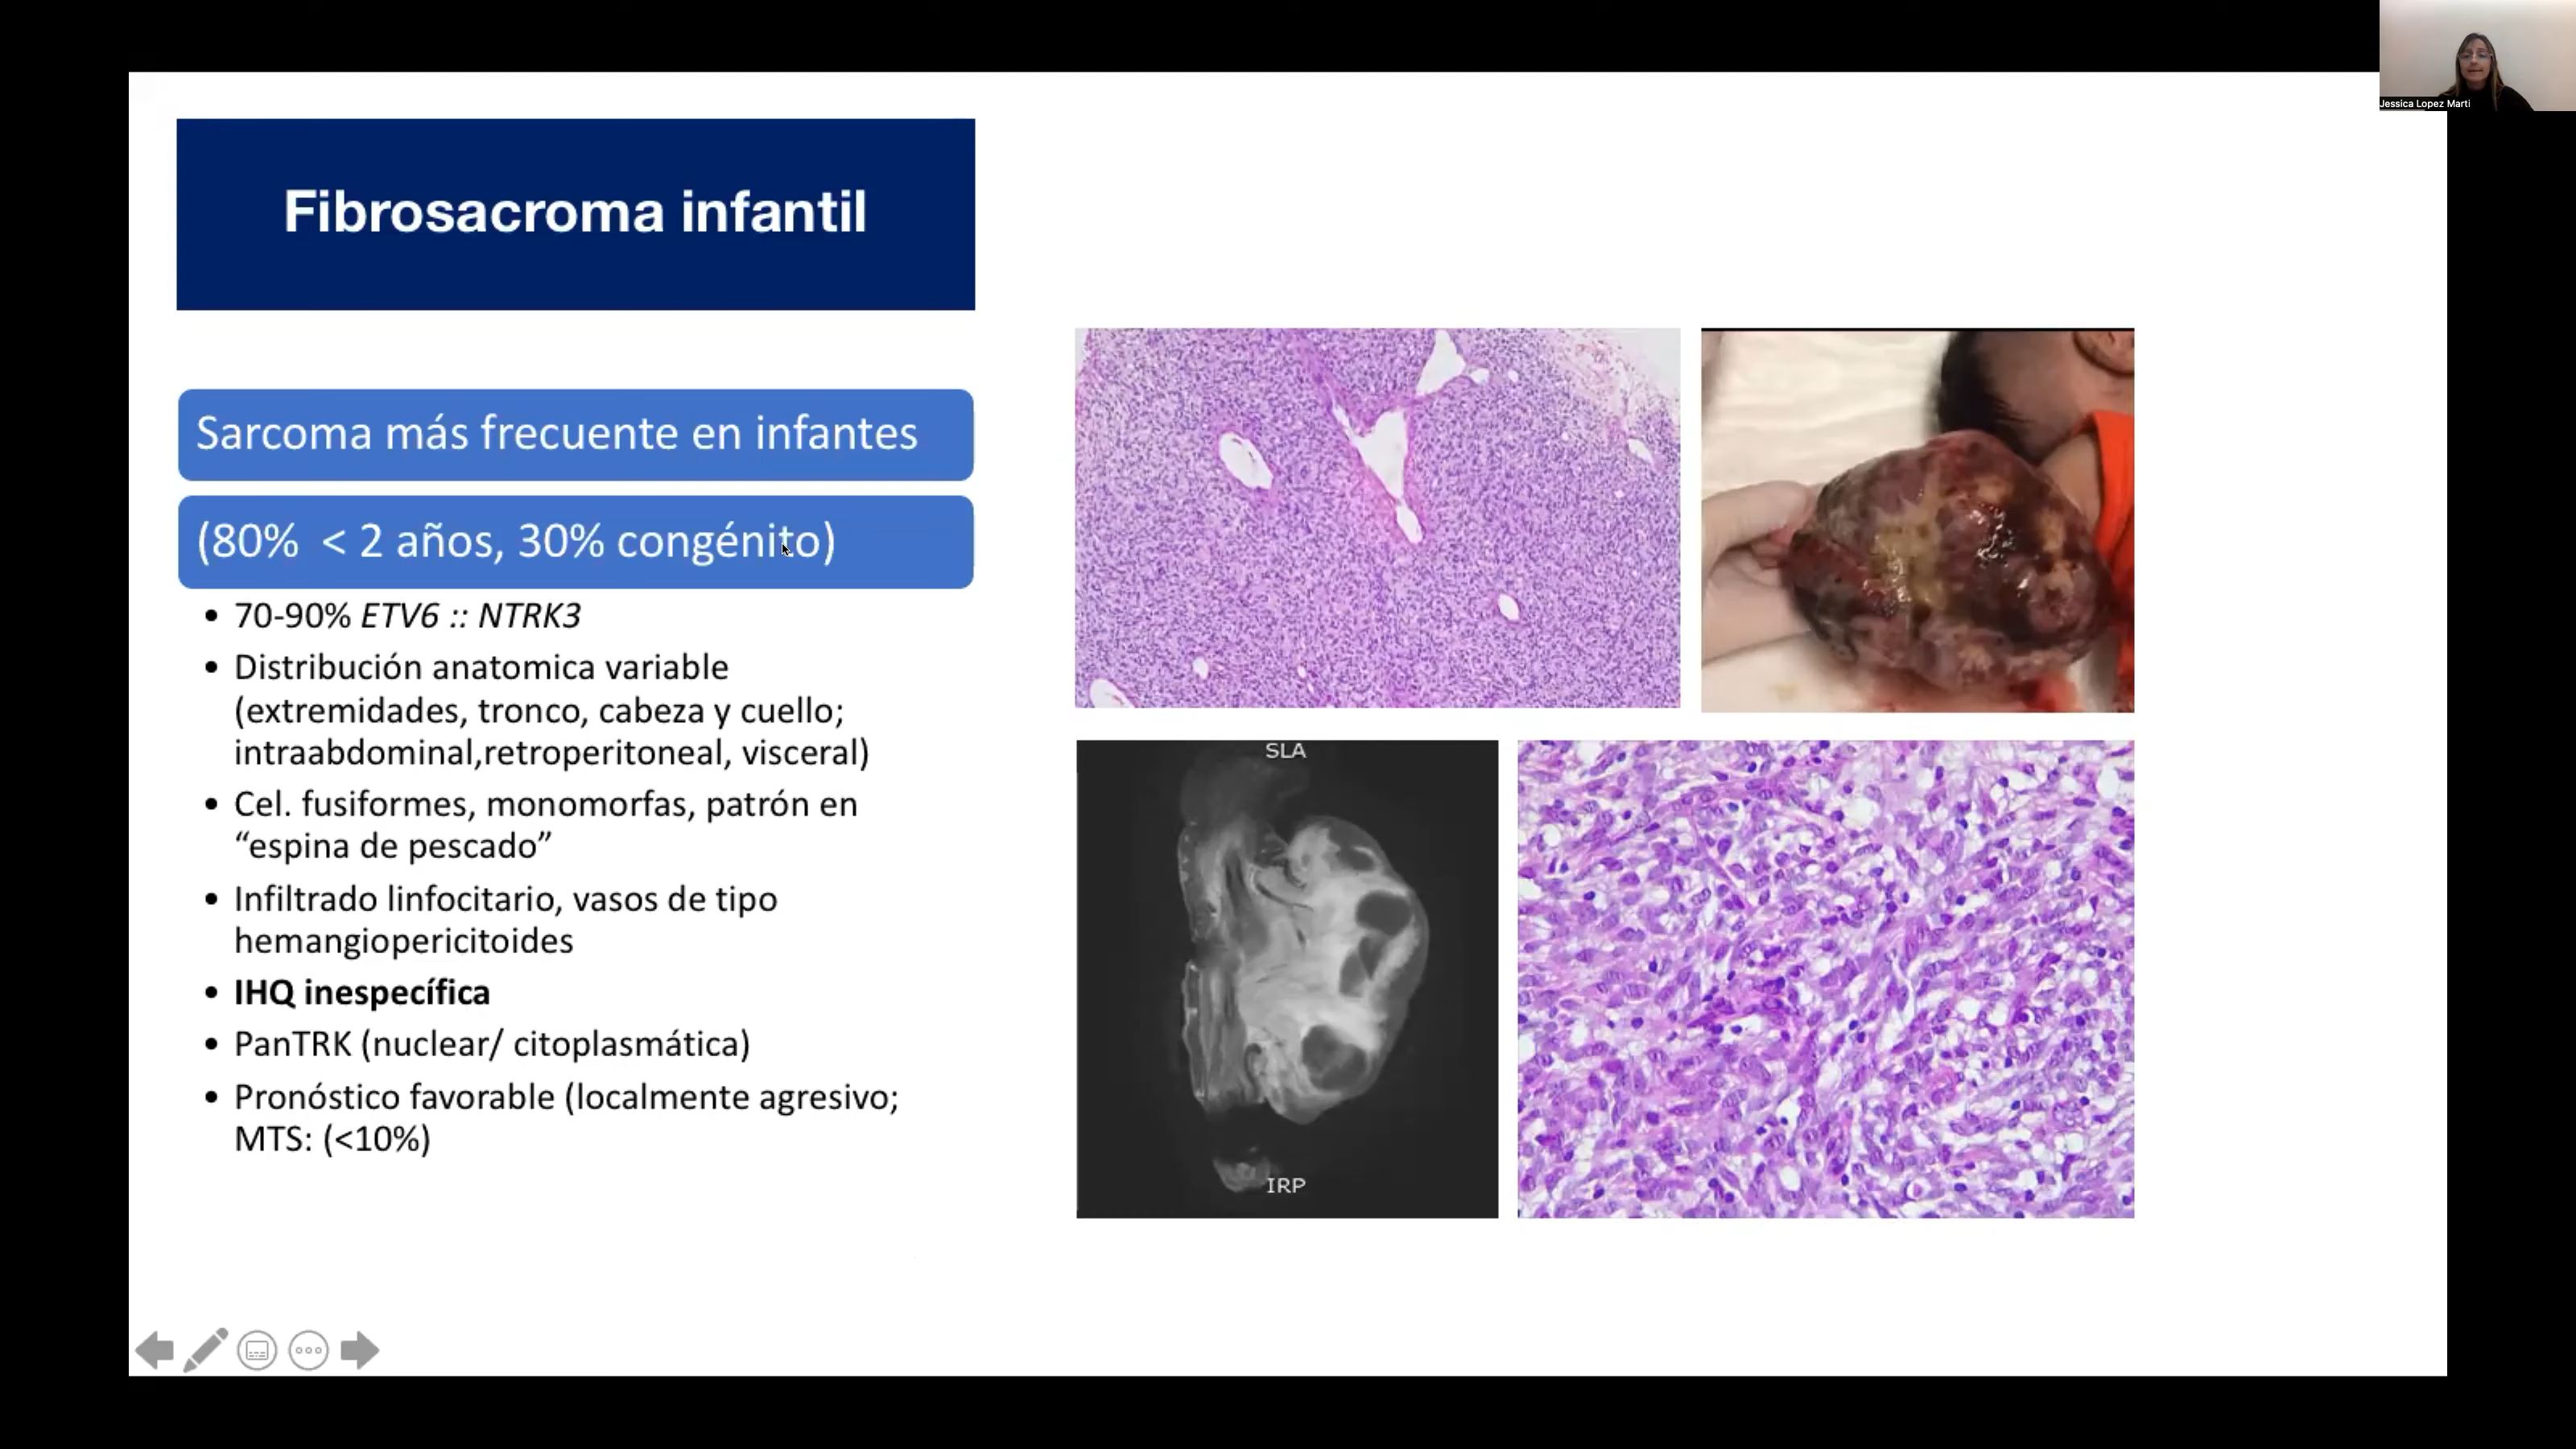 Jessica Lopez Marti
Fibrosacroma infantil
Sarcoma más frecuente en infantes
(80%  < 2 años, 30% congénito)
• 70-90% ETV6 :: NTRK3
• Distribución anatomica variable
(extremidades, tronco, cabeza y cuello;
intraabdominal,retroperitoneal, visceral)
• Cel. fusiformes, monomorfas, patrón en
“espina de pescado”
• Infiltrado linfocitario, vasos de tipo
hemangiopericitoides
• IHQ inespecífica
• PanTRK (nuclear/ citoplasmática)
• Pronóstico favorable (localmente agresivo;
MTS: (<10%)
SLA
IRP